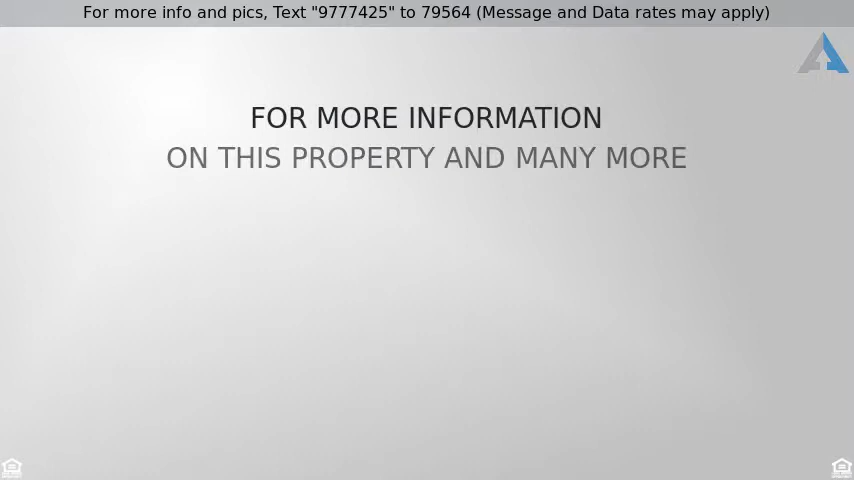 For more info and pics, Text "9777425" to 79564 (Message and Data rates may apply)
FOR MORE INFORMATION
ON THIS PROPERTY AND MANY MORE